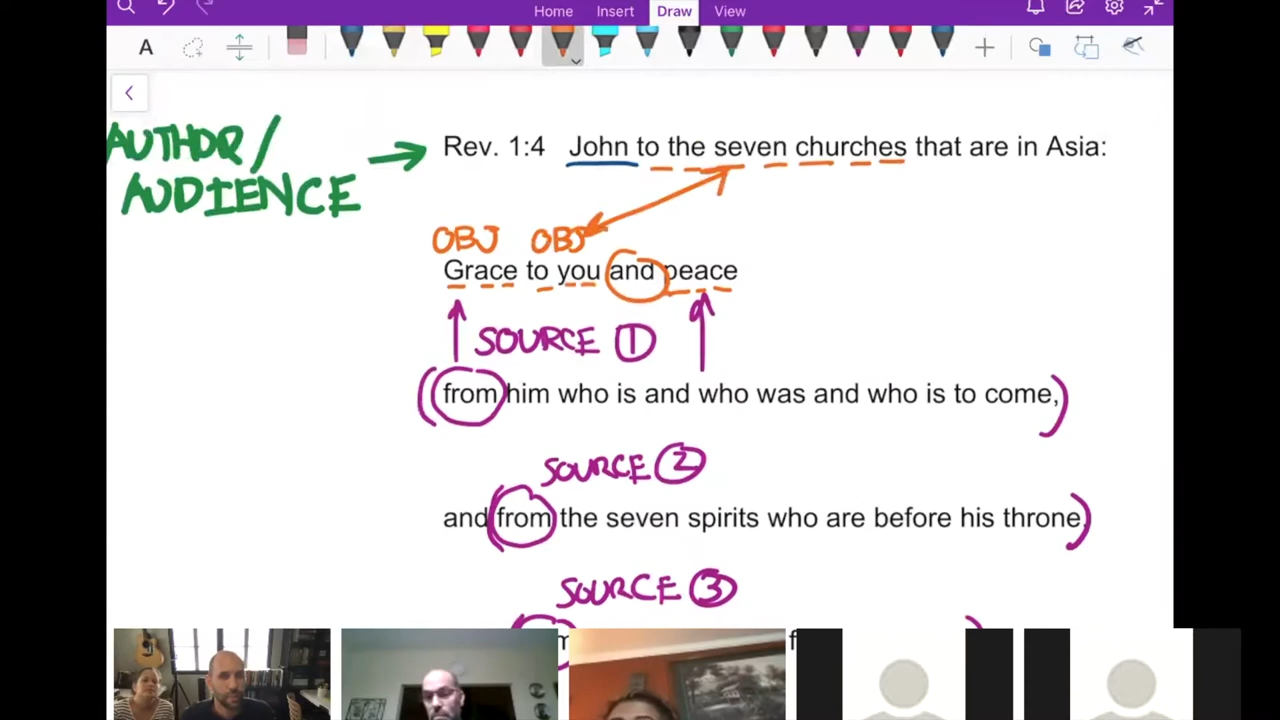 Home Insert Draw View
A
AUTHOR/ Rev. 1:4 John to the seven churches that are in Asia:
AUDIENCE
OBJ OBJ
Grace to you and peace
SOURCE 1
(from him who is and who was and who is to come,)
SOURCE 2
and (from the seven spirits who are before his throne,)
SOURCE 3